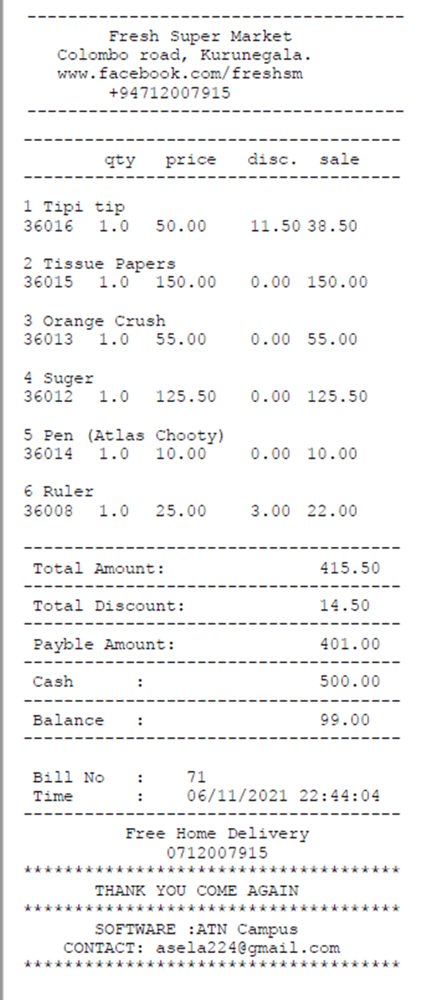 -------------------------------------
Fresh Super Market
Colombo road, Kurunegala.
www.facebook.com/freshsm
+94712007915
-------------------------------------
-------------------------------------
qty price disc. sale
-------------------------------------
1 Tipi tip
36016 1.0 50.00 11.50 38.50
2 Tissue Papers
36015 1.0 150.00 0.00 150.00
3 Orange Crush
36013 1.0 55.00 0.00 55.00
4 Suger
36012 1.0 125.50 0.00 125.50
5 Pen (Atlas Chooty)
36014 1.0 10.00 0.00 10.00
6 Ruler
36008 1.0 25.00 3.00 22.00
-------------------------------------
Total Amount: 415.50
-------------------------------------
Total Discount: 14.50
-------------------------------------
Payble Amount: 401.00
-------------------------------------
Cash : 500.00
-------------------------------------
Balance : 99.00
-------------------------------------
Bill No : 71
Time : 06/11/2021 22:44:04
-------------------------------------
Free Home Delivery
0712007915
*************************************
THANK YOU COME AGAIN
*************************************
SOFTWARE :ATN Campus
CONTACT: asela224@gmail.com
*************************************